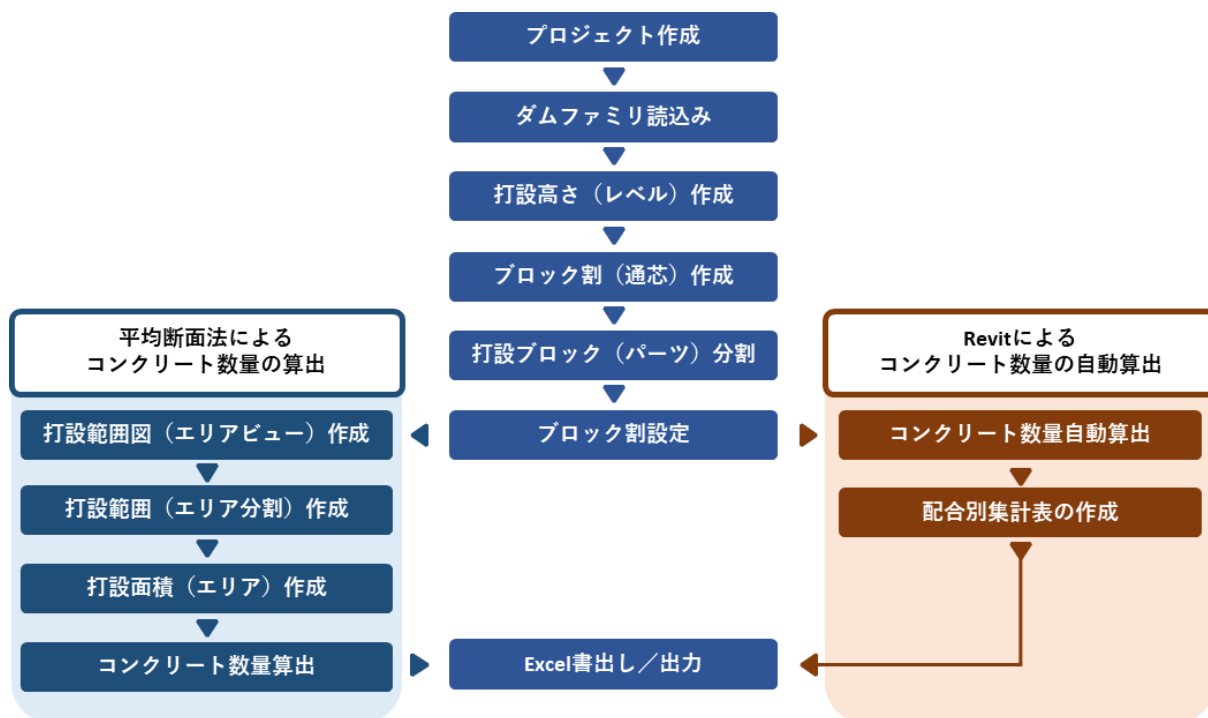 プロジェクト作成
ダムファミリ読込み
打設高さ（レベル）作成
ブロック割（通芯）作成
打設ブロック（パーツ）分割
ブロック割設定
平均断面法による
コンクリート数量の算出
打設範囲図（エリアビュー）作成
打設範囲（エリア分割）作成
打設面積（エリア）作成
コンクリート数量算出
Revitによる
コンクリート数量の自動算出
コンクリート数量自動算出
配合別集計表の作成
Excel書出し／出力